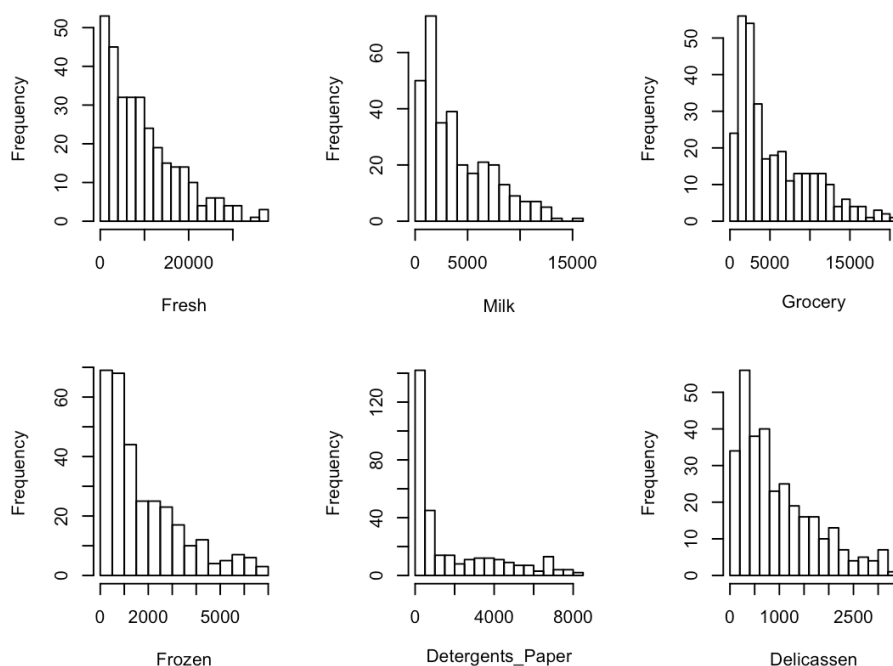 Frequency
0 10 20 30 40 50
0 20000
Fresh
Frequency
0 20 40 60
0 5000 15000
Milk
Frequency
0 10 20 30 40 50
0 5000 15000
Grocery
Frequency
0 20 40 60
0 2000 5000
Frozen
Frequency
0 40 80 120
0 4000 8000
Detergents_Paper
Frequency
0 10 20 30 40 50
0 1000 2500
Delicassen